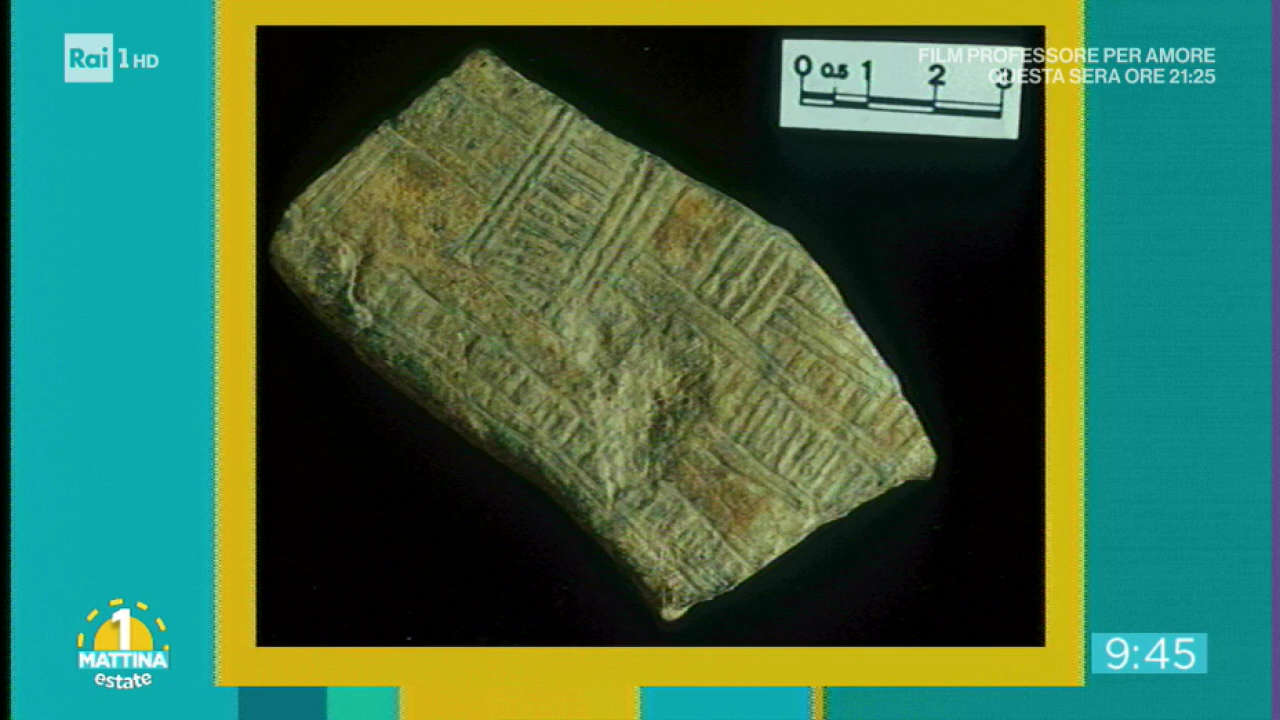 Rai 1 HD
FILM PROFESSORE PER AMORE
QUESTA SERA ORE 21:25
0 0.5 1 2 3
1
MATTINA
estate
9:45